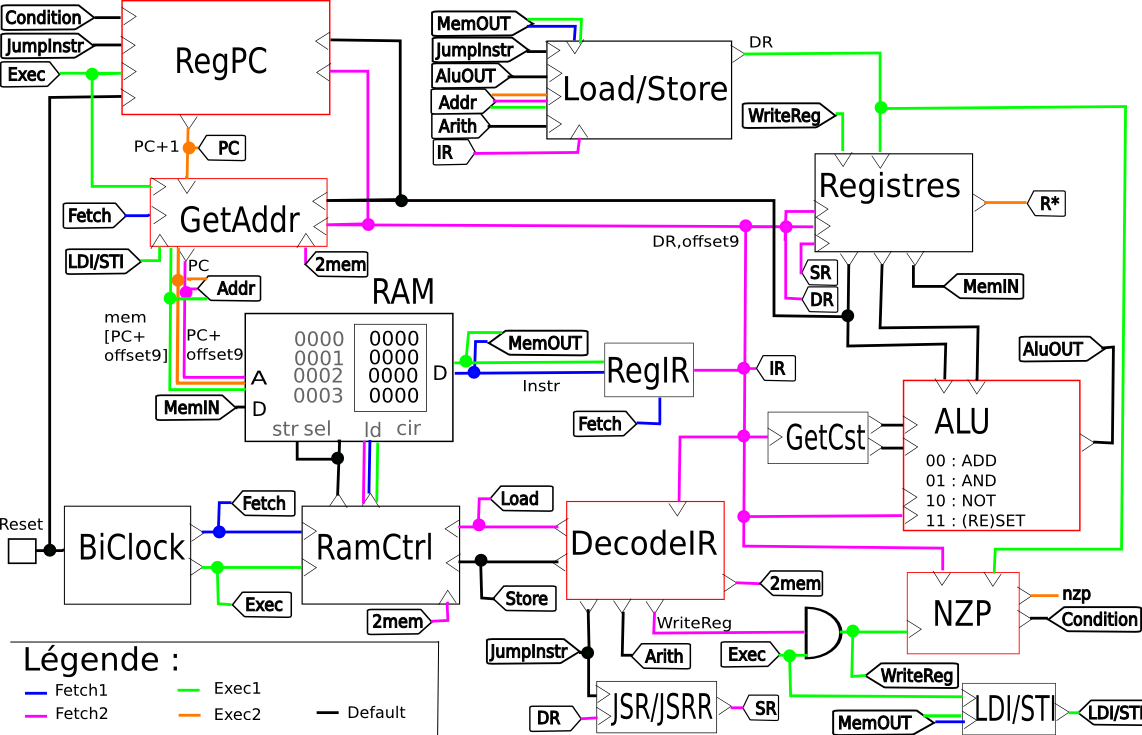 Condition
JumpInstr
Exec
RegPC
PC+1
PC
MemOUT
JumpInstr
AluOUT
Addr
Arith
IR
Load/Store
DR
WriteReg
Registres
R*
Fetch
GetAddr
LDI/STI
2mem
PC
Addr
DR,offset9
SR
DR
MemIN
mem
[PC+
offset9]
PC+
offset9
RAM
0000 0000
0001 0000
0002 0000
0003 0000
A
D
D
MemIN
str sel ld cir
MemOUT
Instr
RegIR
Fetch
IR
AluOUT
GetCst
ALU
00 : ADD
01 : AND
10 : NOT
11 : (RE)SET
Reset
BiClock
Fetch
Exec
RamCtrl
2mem
Load
Store
DecodeIR
2mem
WriteReg
JumpInstr
Arith
Exec
NZP
nzp
Condition
WriteReg
DR
JSR/JSRR
SR
MemOUT
LDI/STI
LDI/STI
Légende :
Fetch1
Fetch2
Exec1
Exec2
Default